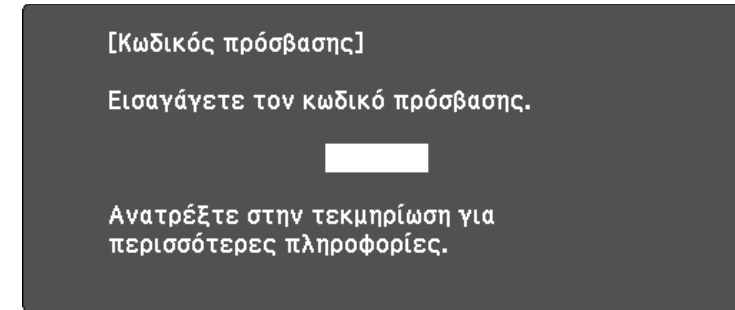 [Κωδικός πρόσβασης]
Εισαγάγετε τον κωδικό πρόσβασης.
Ανατρέξτε στην τεκμηρίωση για
περισσότερες πληροφορίες.